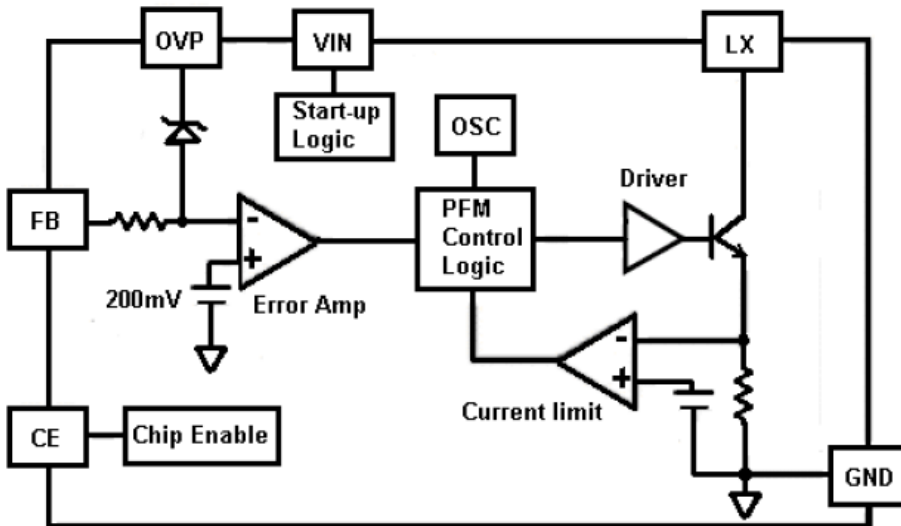 OVP
VIN
LX
Start-up
Logic
OSC
Driver
FB
-
PFM
Control
Logic
+
200mV
Error Amp
-
+
Current limit
CE
Chip Enable
GND